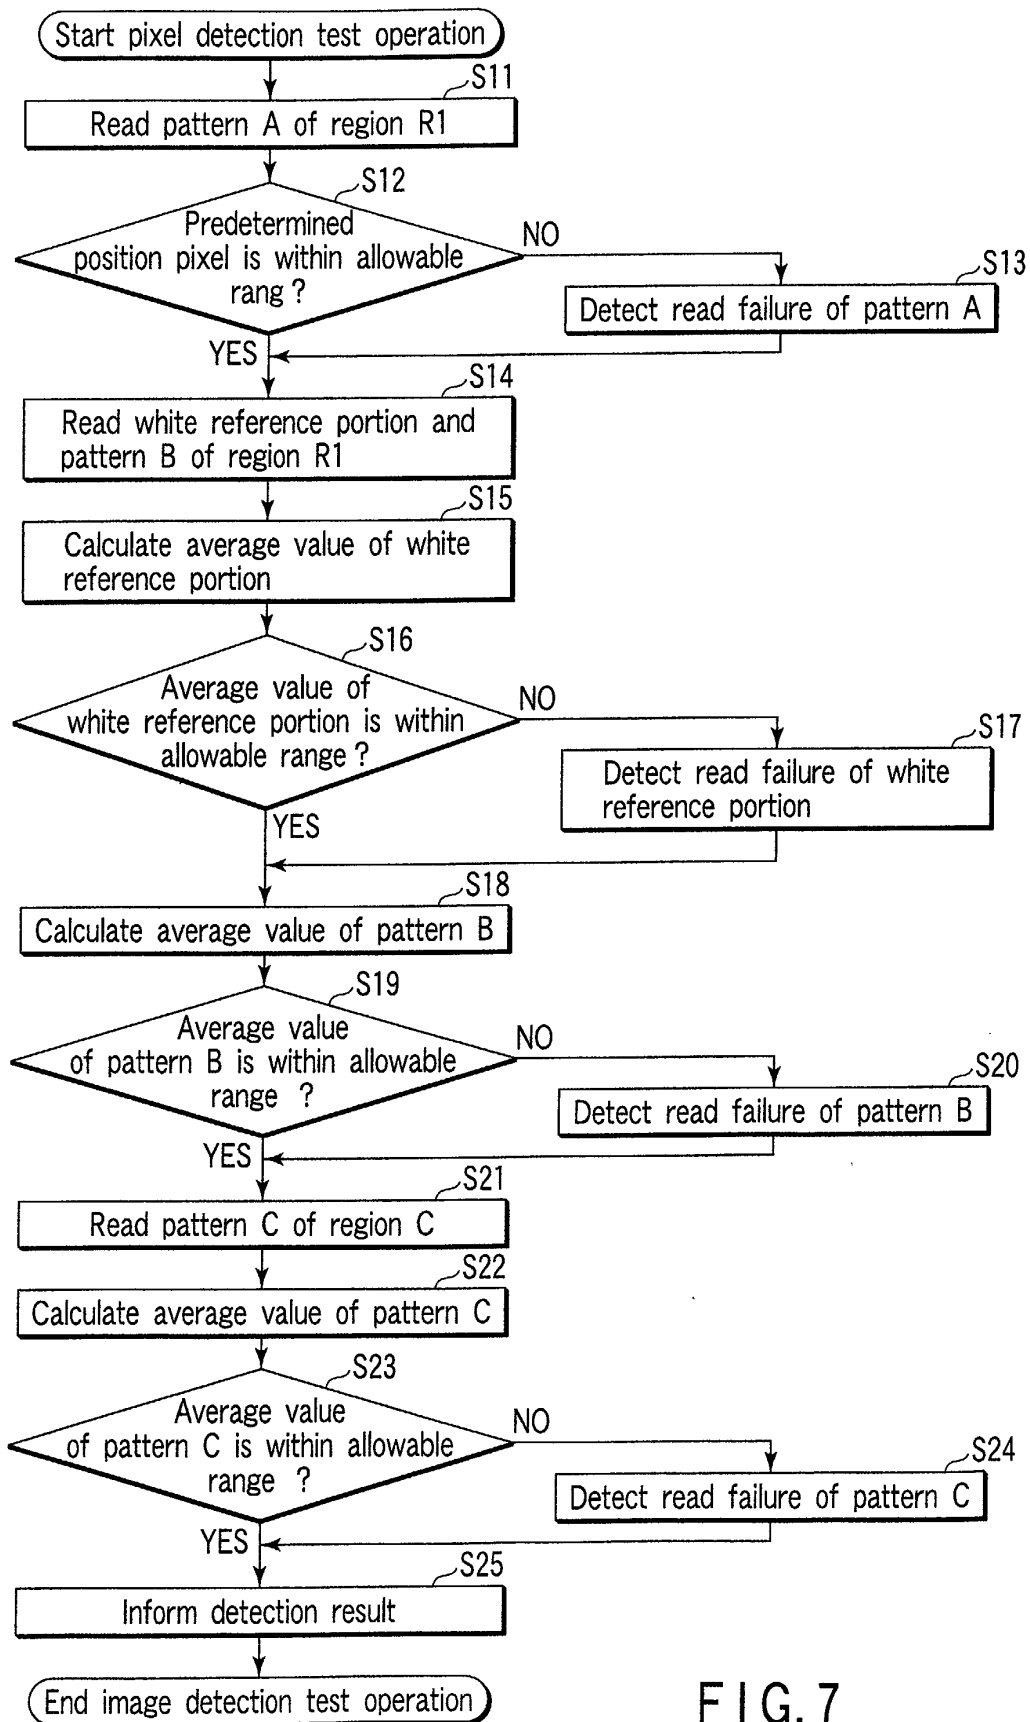 Start pixel detection test operation
S11
Read pattern A of region R1
S12
Predetermined
position pixel is within allowable
rang ?
NO
S13
Detect read failure of pattern A
YES
S14
Read white reference portion and
pattern B of region R1
S15
Calculate average value of white
reference portion
S16
Average value of
white reference portion is within
allowable range ?
NO
S17
Detect read failure of white
reference portion
YES
S18
Calculate average value of pattern B
S19
Average value
of pattern B is within allowable
range ?
NO
S20
Detect read failure of pattern B
YES
S21
Read pattern C of region C
S22
Calculate average value of pattern C
S23
Average value
of pattern C is within allowable
range ?
NO
S24
Detect read failure of pattern C
YES
S25
Inform detection result
End image detection test operation
FIG. 7